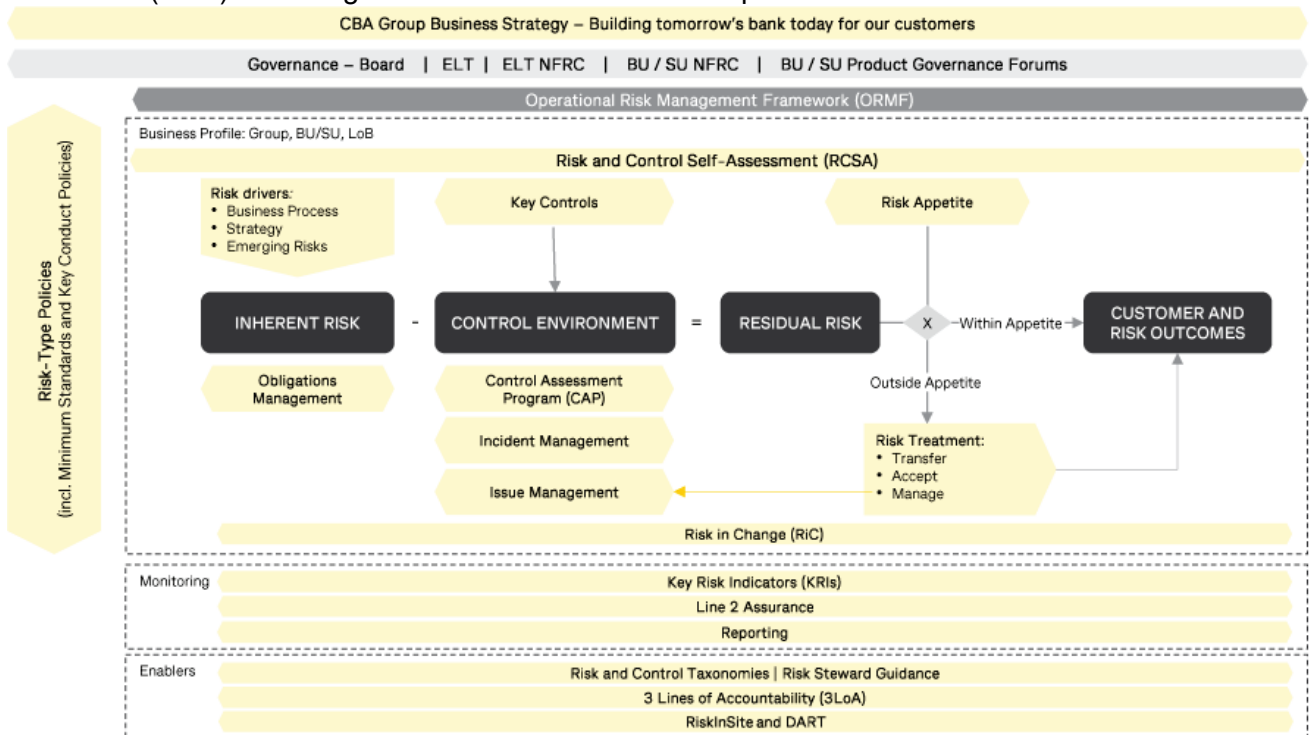 CBA Group Business Strategy – Building tomorrow's bank today for our customers
Governance – Board | ELT | ELT NFRC | BU / SU NFRC | BU / SU Product Governance Forums
Operational Risk Management Framework (ORMF)
Risk-Type Policies
(incl. Minimum Standards and Key Conduct Policies)
Business Profile: Group, BU/SU, LoB
Risk and Control Self-Assessment (RCSA)
Risk drivers:
• Business Process
• Strategy
• Emerging Risks
Key Controls
Risk Appetite
INHERENT RISK
-
CONTROL ENVIRONMENT
=
RESIDUAL RISK
X
Within Appetite
CUSTOMER AND
RISK OUTCOMES
Obligations
Management
Control Assessment
Program (CAP)
Incident Management
Issue Management
Outside Appetite
Risk Treatment:
• Transfer
• Accept
• Manage
Risk in Change (RiC)
Monitoring
Key Risk Indicators (KRIs)
Line 2 Assurance
Reporting
Enablers
Risk and Control Taxonomies | Risk Steward Guidance
3 Lines of Accountability (3LoA)
RiskInSite and DART